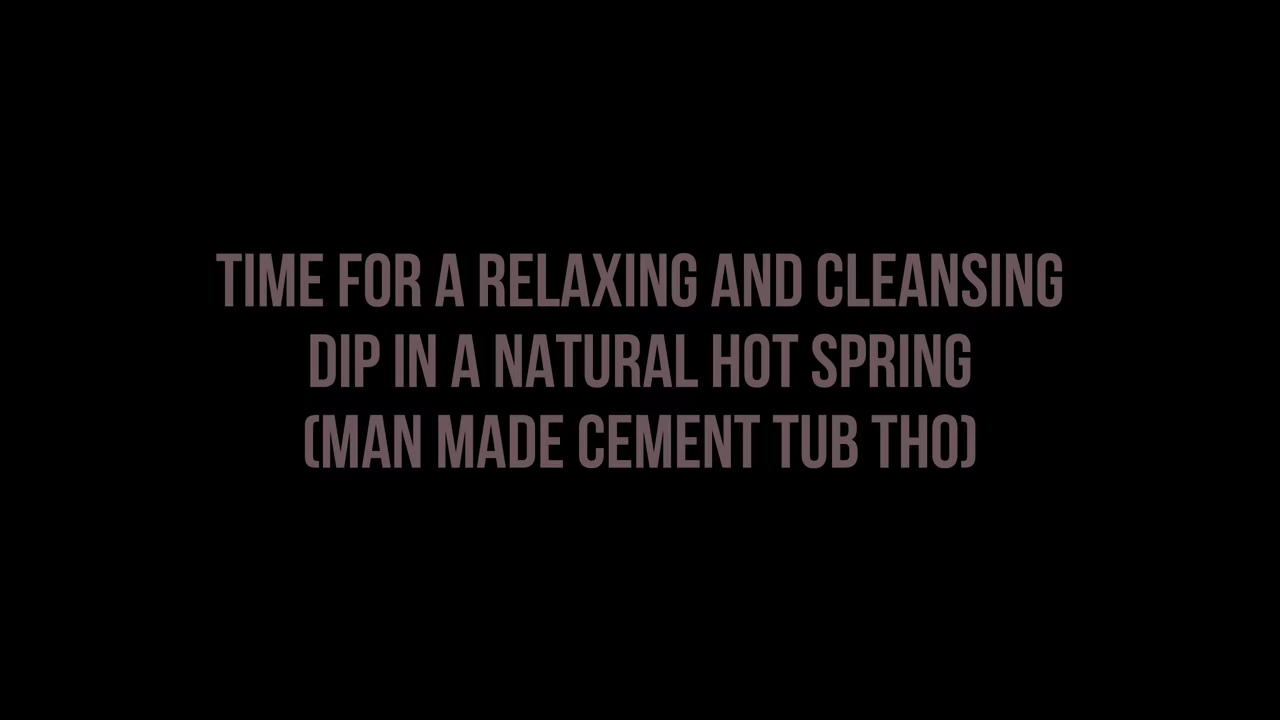 TIME FOR A RELAXING AND CLEANSING
DIP IN A NATURAL HOT SPRING
(MAN MADE CEMENT TUB THO)